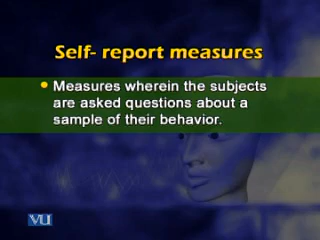 Self- report measures
Measures wherein the subjects
are asked questions about a
sample of their behavior.
VU